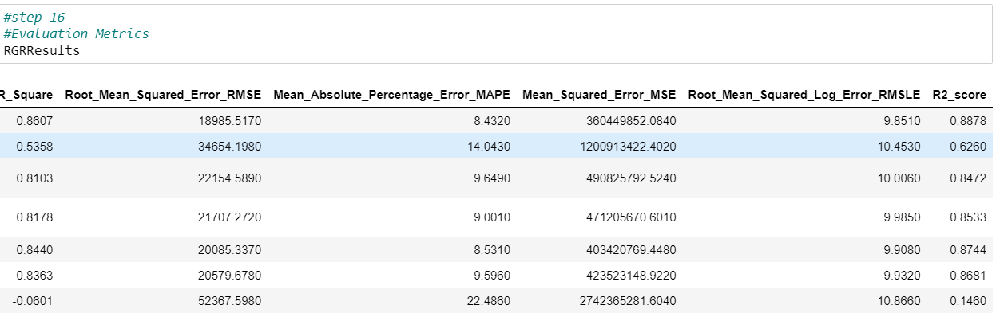 #step-16
#Evaluation Metrics
RGRResults
R_Square Root_Mean_Squared_Error_RMSE Mean_Absolute_Percentage_Error_MAPE Mean_Squared_Error_MSE Root_Mean_Squared_Log_Error_RMSLE R2_score
0.8607 18985.5170 8.4320 360449852.0840 9.8510 0.8878
0.5358 34654.1980 14.0430 1200913422.4020 10.4530 0.6260
0.8103 22154.5890 9.6490 490825792.5240 10.0060 0.8472
0.8178 21707.2720 9.0010 471205670.6010 9.9850 0.8533
0.8440 20085.3370 8.5310 403420769.4480 9.9080 0.8744
0.8363 20579.6780 9.5960 423523148.9220 9.9320 0.8681
-0.0601 52367.5980 22.4860 2742365281.6040 10.8660 0.1460